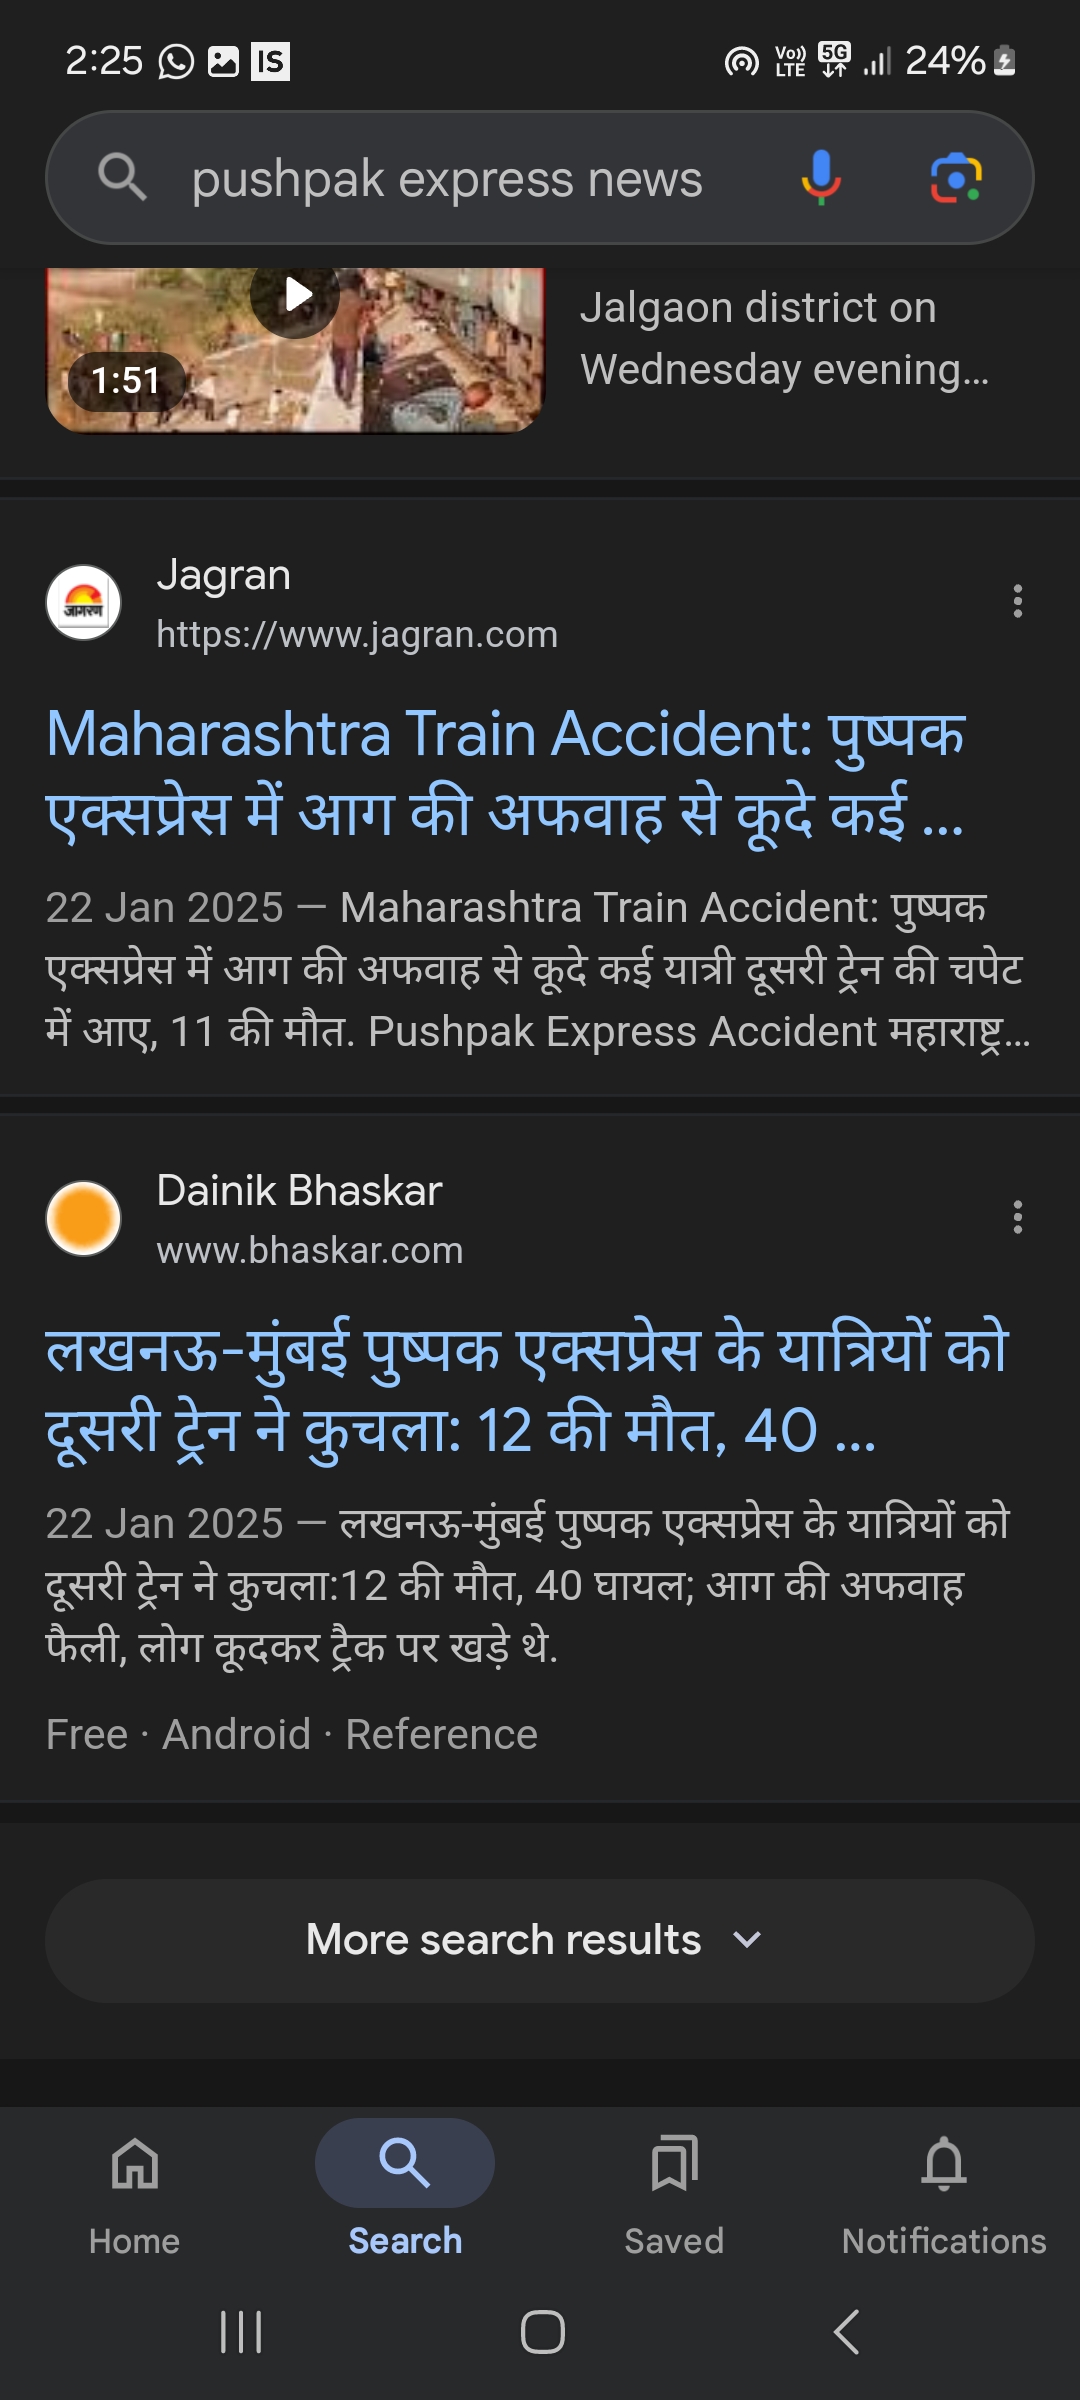 2:25 IS Vo)) LTE 5G 24%
pushpak express news
Jalgaon district on
1:51
Wednesday evening...
Jagran
जागरण
https://www.jagran.com
Maharashtra Train Accident: पुष्पक
एक्सप्रेस में आग की अफवाह से कूदे कई ...
22 Jan 2025 — Maharashtra Train Accident: पुष्पक
एक्सप्रेस में आग की अफवाह से कूदे कई यात्री दूसरी ट्रेन की चपेट
में आए, 11 की मौत. Pushpak Express Accident महाराष्ट्र...
Dainik Bhaskar
www.bhaskar.com
लखनऊ-मुंबई पुष्पक एक्सप्रेस के यात्रियों को
दूसरी ट्रेन ने कुचला: 12 की मौत, 40 ...
22 Jan 2025 — लखनऊ-मुंबई पुष्पक एक्सप्रेस के यात्रियों को
दूसरी ट्रेन ने कुचला:12 की मौत, 40 घायल; आग की अफवाह
फैली, लोग कूदकर ट्रैक पर खड़े थे.
Free · Android · Reference
More search results
Home Search Saved Notifications